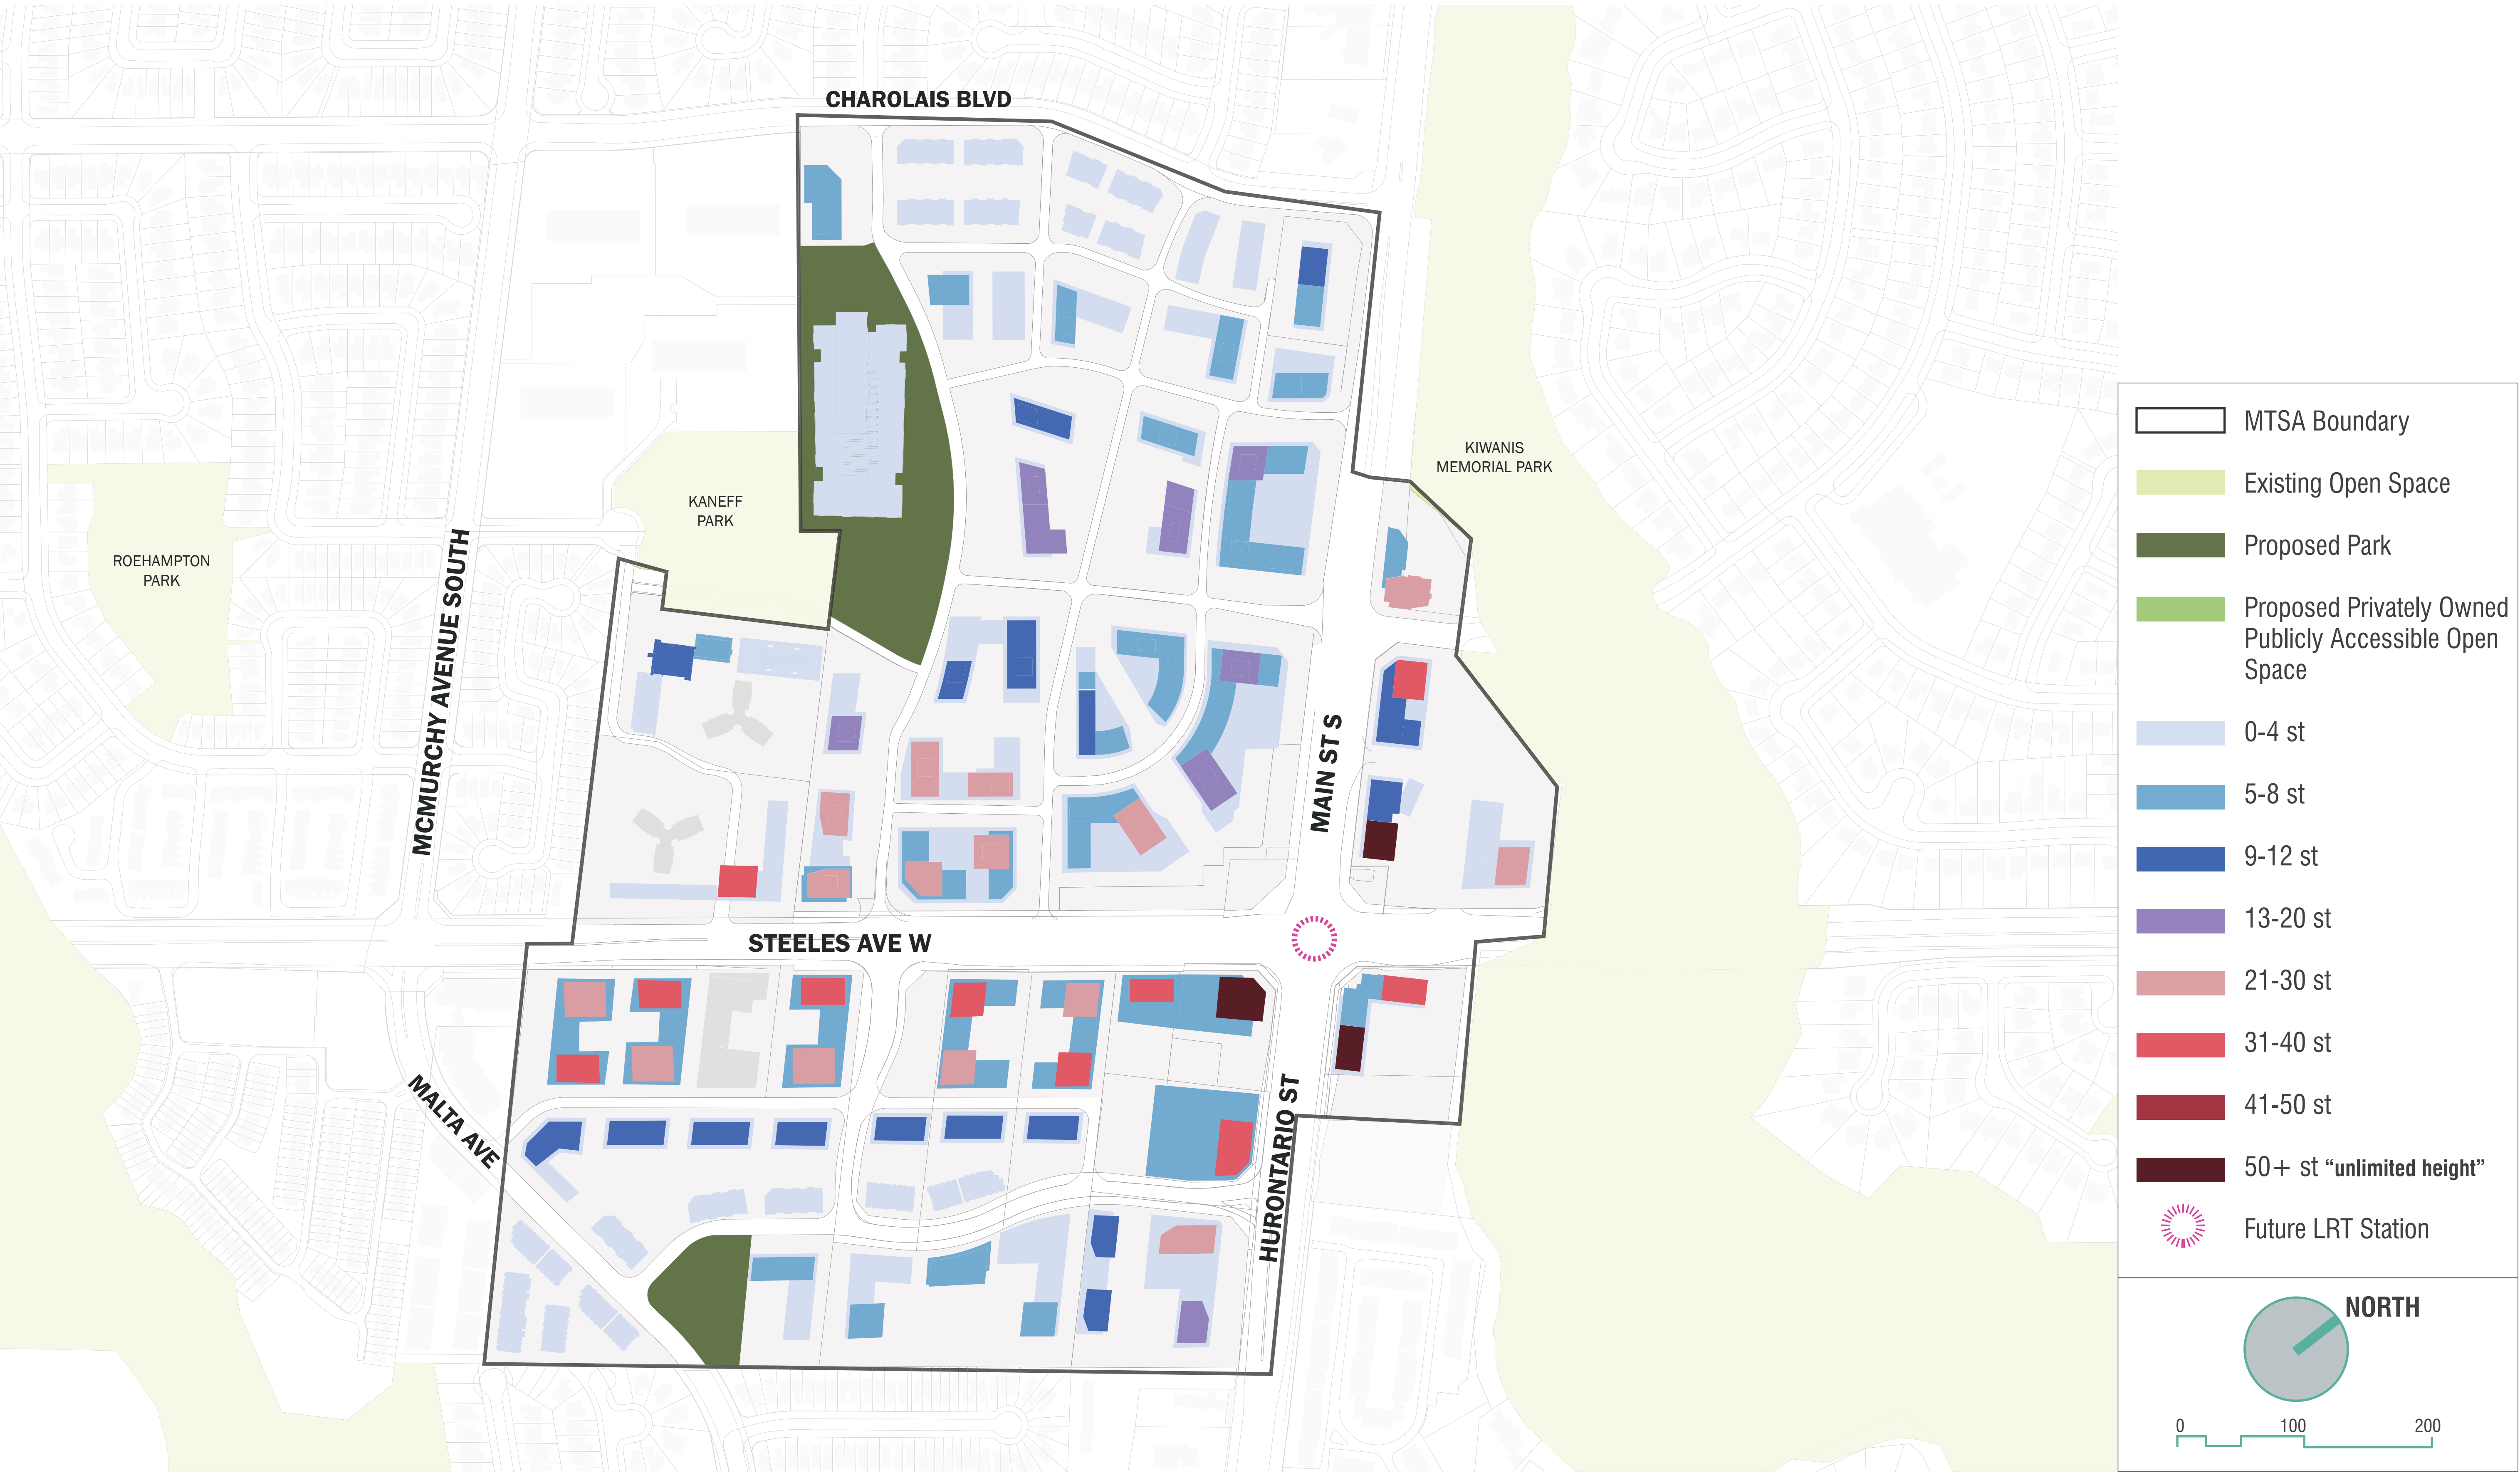 CHAROLAIS BLVD
KIWANIS
MEMORIAL PARK
KANEFF
PARK
ROEHAMPTON
PARK
MCMURCHY AVENUE SOUTH
MAIN ST S
STEELES AVE W
MALTA AVE
HURONTARIO ST
MTSA Boundary
Existing Open Space
Proposed Park
Proposed Privately Owned
Publicly Accessible Open
Space
0-4 st
5-8 st
9-12 st
13-20 st
21-30 st
31-40 st
41-50 st
50+ st “unlimited height”
Future LRT Station
NORTH
0 100 200